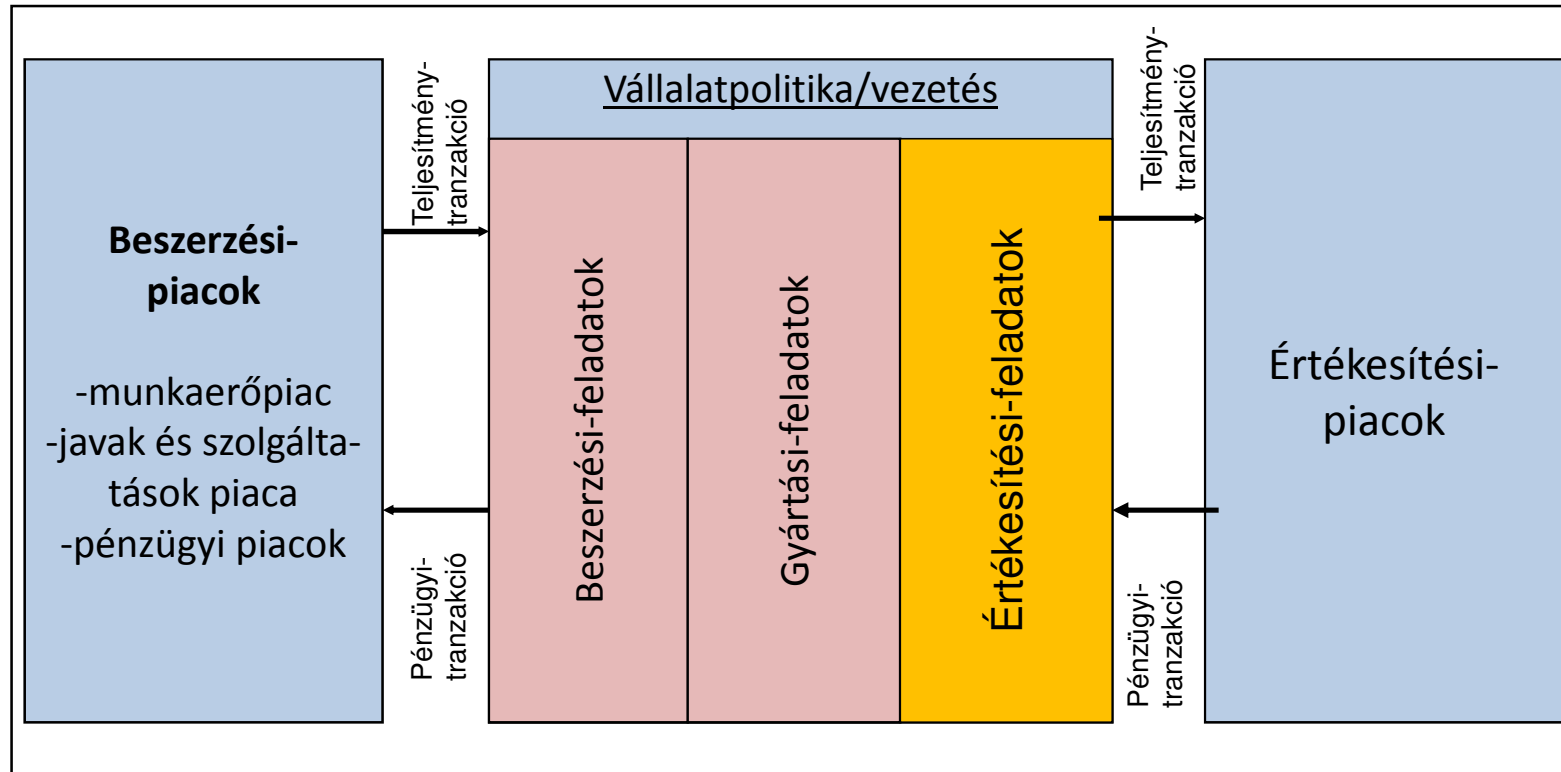 Beszerzési-
piacok
-munkaerőpiac
-javak és szolgálta-
tások piaca
-pénzügyi piacok
Teljesítmény-
tranzakció
Pénzügyi-
tranzakció
Vállalatpolitika/vezetés
Beszerzési-feladatok
Gyártási-feladatok
Értékesítési-feladatok
Teljesítmény-
tranzakció
Pénzügyi-
tranzakció
Értékesítési-
piacok